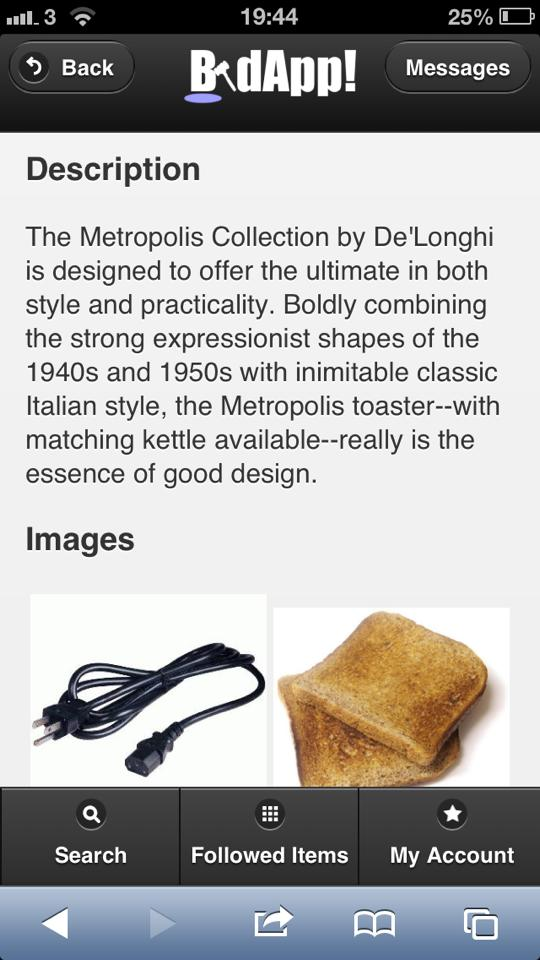 3 19:44 25%
Back BidApp! Messages
Description
The Metropolis Collection by De'Longhi
is designed to offer the ultimate in both
style and practicality. Boldly combining
the strong expressionist shapes of the
1940s and 1950s with inimitable classic
Italian style, the Metropolis toaster--with
matching kettle available--really is the
essence of good design.
Images
Search Followed Items My Account